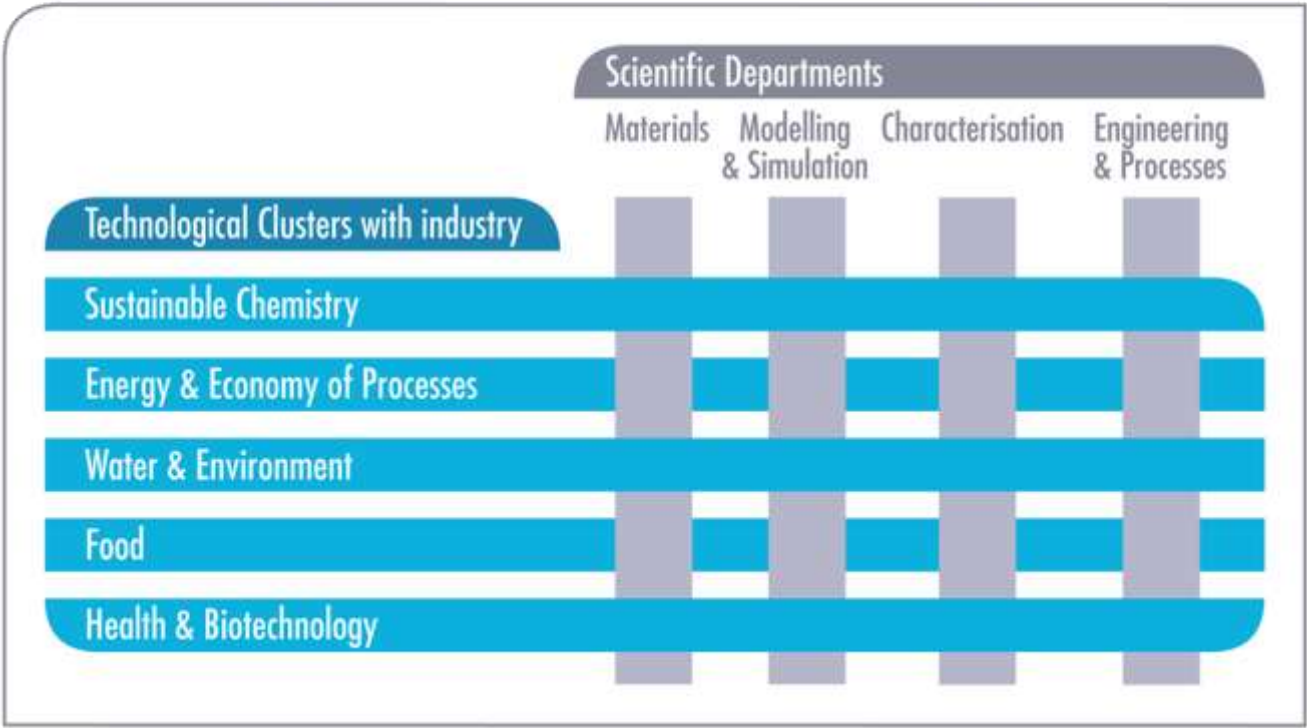 Scientific Departments
Materials
Modelling
& Simulation
Characterisation
Engineering
& Processes
Technological Clusters with industry
Sustainable Chemistry
Energy & Economy of Processes
Water & Environment
Food
Health & Biotechnology